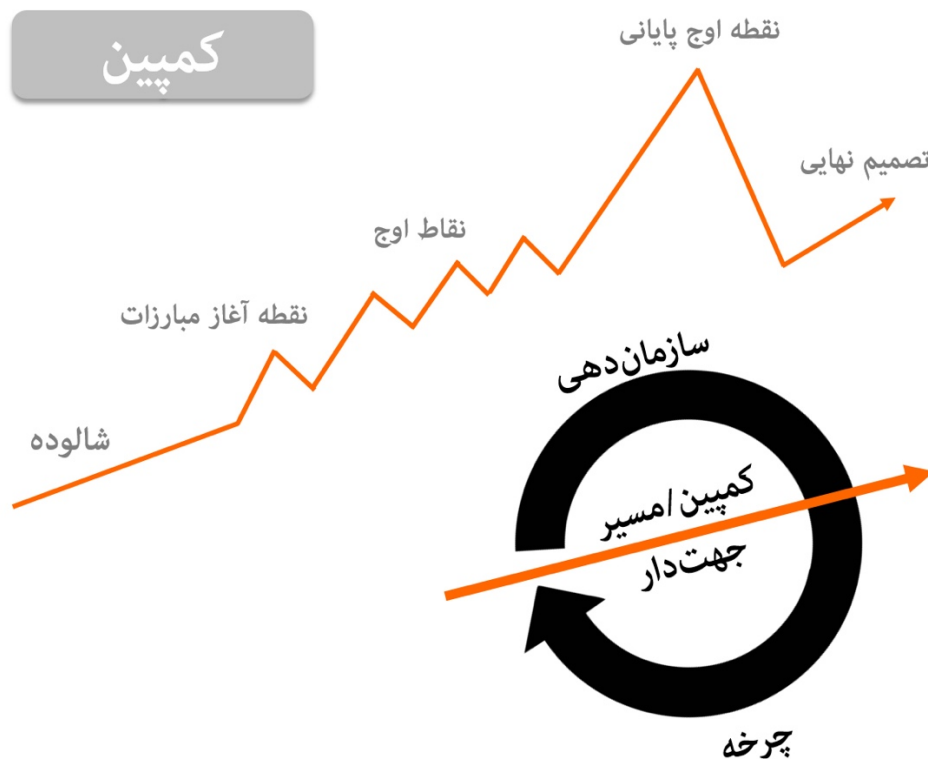 کمپین
نقطه اوج پایانی
تصمیم نهایی
نقاط اوج
نقطه آغاز مبارزات
شالوده
سازمان‌دهی
کمپین/مسیر
جهت‌دار
چرخه